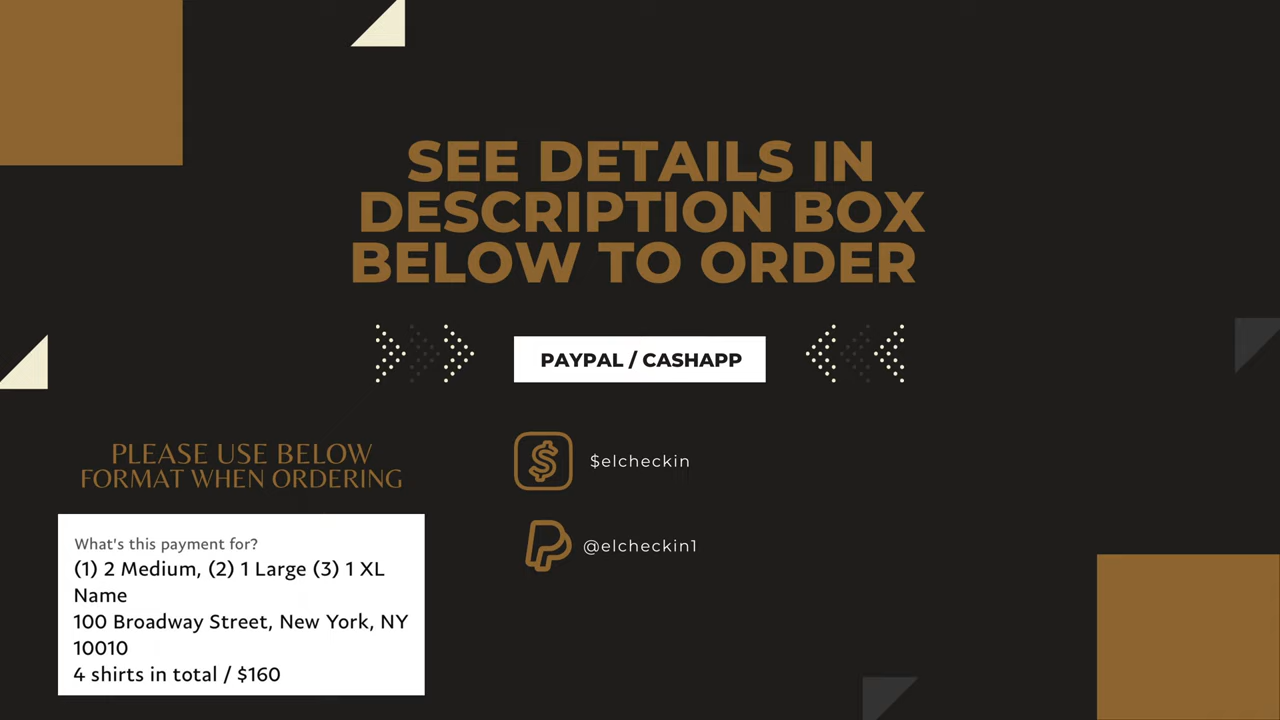 SEE DETAILS IN
DESCRIPTION BOX
BELOW TO ORDER
PAYPAL / CASHAPP
$elcheckin
@elcheckin1
PLEASE USE BELOW
FORMAT WHEN ORDERING
What's this payment for?
(1) 2 Medium, (2) 1 Large (3) 1 XL
Name
100 Broadway Street, New York, NY
10010
4 shirts in total / $160